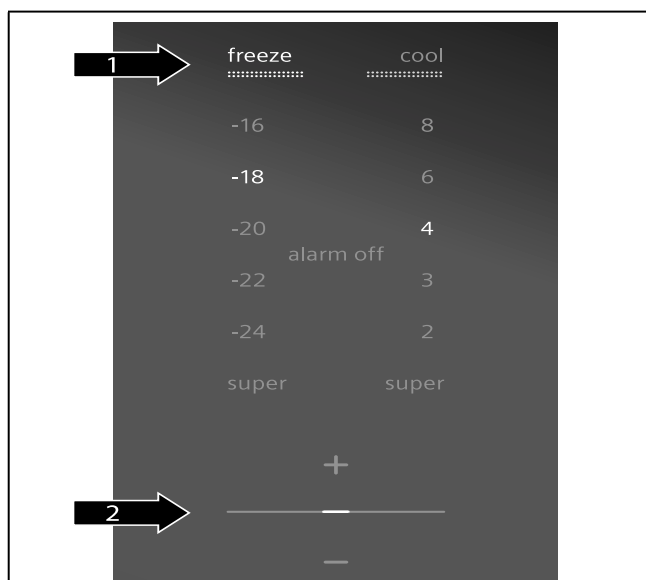 1 freeze cool
-16 8
-18 6
-20 4
alarm off
-22 3
-24 2
super super
+
2
−